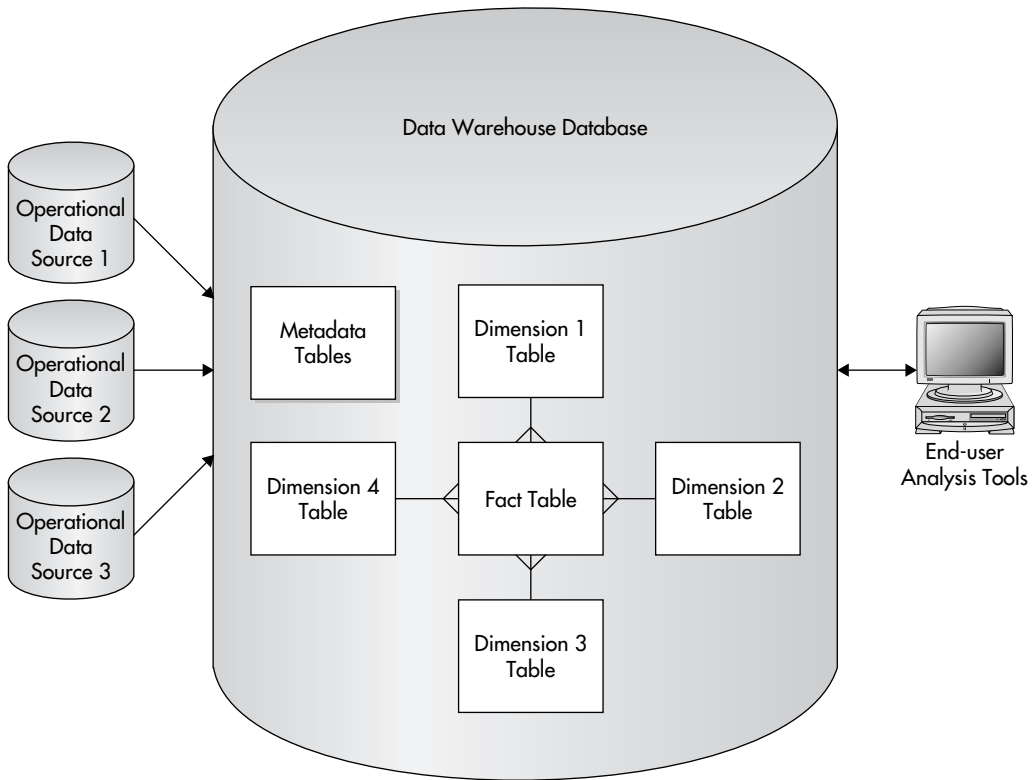 Data Warehouse Database
Operational
Data
Source 1
Operational
Data
Source 2
Operational
Data
Source 3
Metadata
Tables
Dimension 1
Table
Dimension 4
Table
Fact Table
Dimension 2
Table
Dimension 3
Table
End-user
Analysis Tools